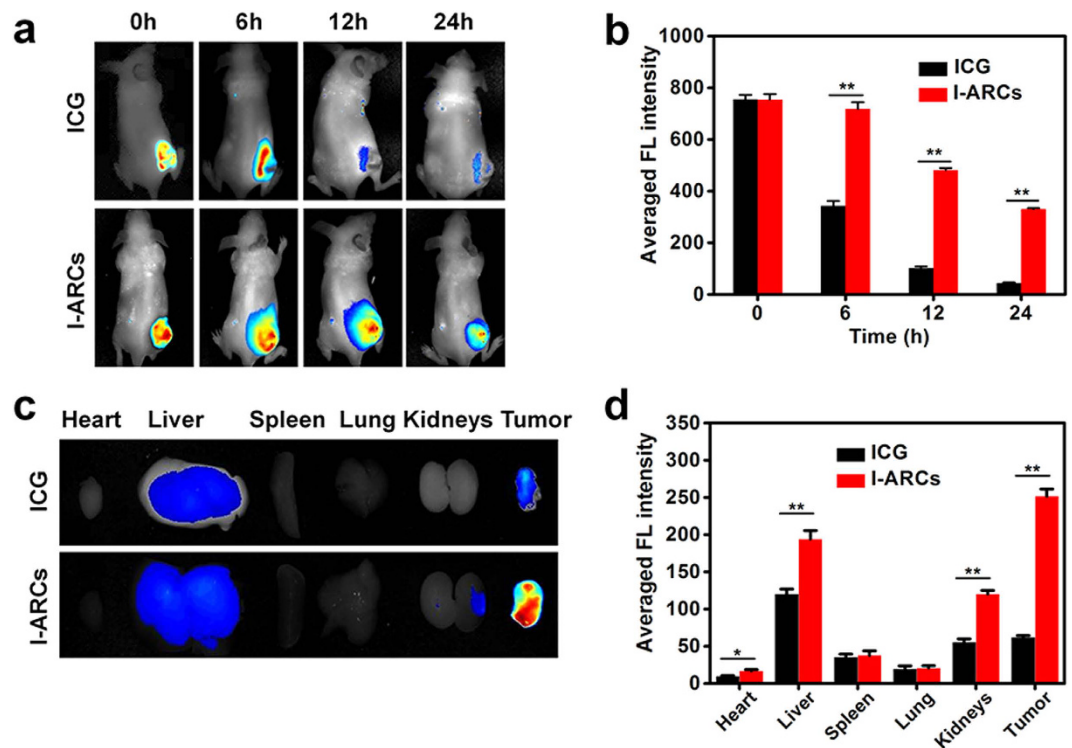 a
0h 6h 12h 24h
ICG
I-ARCs
b
1000
800
600
400
200
0
Averaged FL intensity
ICG
I-ARCs
**
**
**
0 6 12 24
Time (h)
c
Heart Liver Spleen Lung Kidneys Tumor
ICG
I-ARCs
d
350
300
250
200
150
100
50
0
Averaged FL intensity
ICG
I-ARCs
*
**
**
**
Heart Liver Spleen Lung Kidneys Tumor